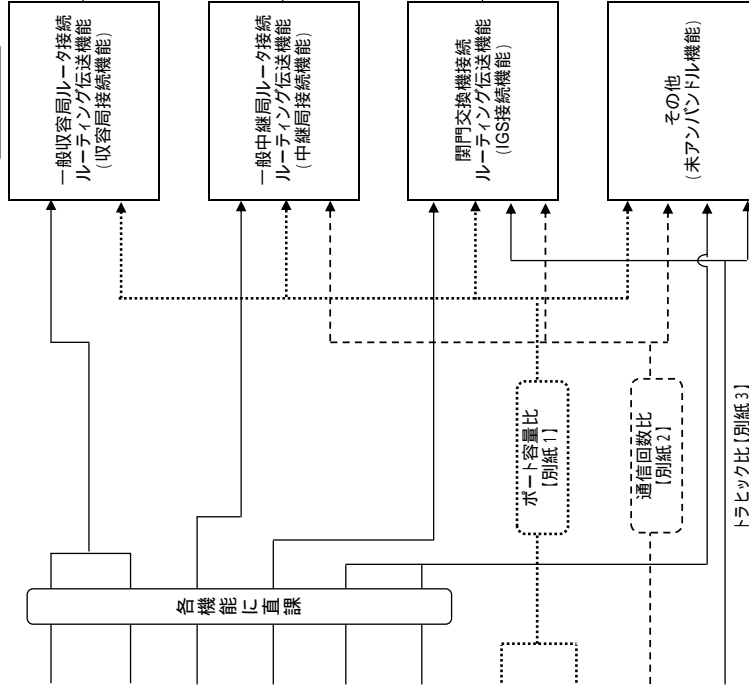 一般収容局ルータ接続
ルーティング伝送機能
(収容局接続機能)
一般中継局ルータ接続
ルーティング伝送機能
(中継局接続機能)
関門交換機接続
ルーティング伝送機能
(IGS接続機能)
その他
(未アンバンドル機能)
各機能に直課
ポート容量比
【別紙1】
通信回数比
【別紙2】
トラヒック比【別紙3】